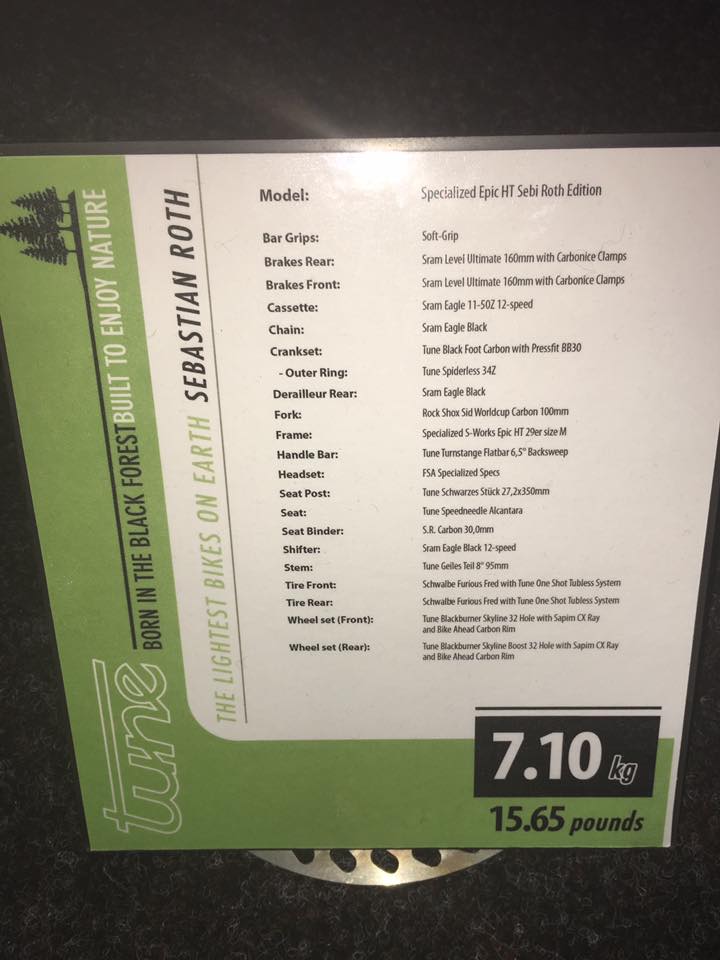 tune
BORN IN THE BLACK FOREST BUILT TO ENJOY NATURE
THE LIGHTEST BIKES ON EARTH SEBASTIAN ROTH
Model: Specialized Epic HT Sebi Roth Edition
Bar Grips: Soft-Grip
Brakes Rear: Sram Level Ultimate 160mm with Carbonice Clamps
Brakes Front: Sram Level Ultimate 160mm with Carbonice Clamps
Cassette: Sram Eagle 11-50Z 12-speed
Chain: Sram Eagle Black
Crankset: Tune Black Foot Carbon with Pressfit BB30
- Outer Ring: Tune Spiderless 34Z
Derailleur Rear: Sram Eagle Black
Fork: Rock Shox Sid Worldcup Carbon 100mm
Frame: Specialized S-Works Epic HT 29er size M
Handle Bar: Tune Turnstange Flatbar 6,5° Backsweep
Headset: FSA Specialized Specs
Seat Post: Tune Schwarzes Stück 27,2x350mm
Seat: Tune Speedneedle Alcantara
Seat Binder: S.R. Carbon 30,0mm
Shifter: Sram Eagle Black 12-speed
Stem: Tune Geiles Teil 8° 95mm
Tire Front: Schwalbe Furious Fred with Tune One Shot Tubless System
Tire Rear: Schwalbe Furious Fred with Tune One Shot Tubless System
Wheel set (Front): Tune Blackburner Skyline 32 Hole with Sapim CX Ray
and Bike Ahead Carbon Rim
Wheel set (Rear): Tune Blackburner Skyline Boost 32 Hole with Sapim CX Ray
and Bike Ahead Carbon Rim
7.10 kg
15.65 pounds